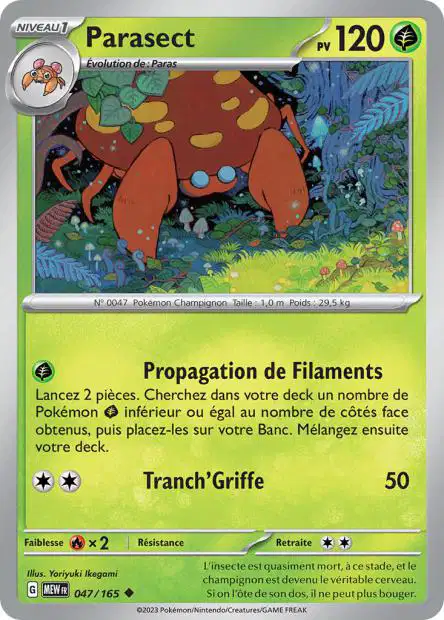 NIVEAU 1
Parasect
PV 120
Évolution de: Paras
N° 0047 Pokémon Champignon Taille : 1,0 m Poids : 29,5 kg
Propagation de Filaments
Lancez 2 pièces. Cherchez dans votre deck un nombre de
Pokémon inférieur ou égal au nombre de côtés face
obtenus, puis placez-les sur votre Banc. Mélangez ensuite
votre deck.
Tranch'Griffe 50
Faiblesse ×2 Résistance Retraite
Illus. Yoriyuki Ikegami
G MEW FR 047/165
L'insecte est quasiment mort, à ce stade, et le
champignon est devenu le véritable cerveau.
Si on l'ôte de son dos, il ne peut plus bouger.
©2023 Pokémon/Nintendo/Creatures/GAME FREAK